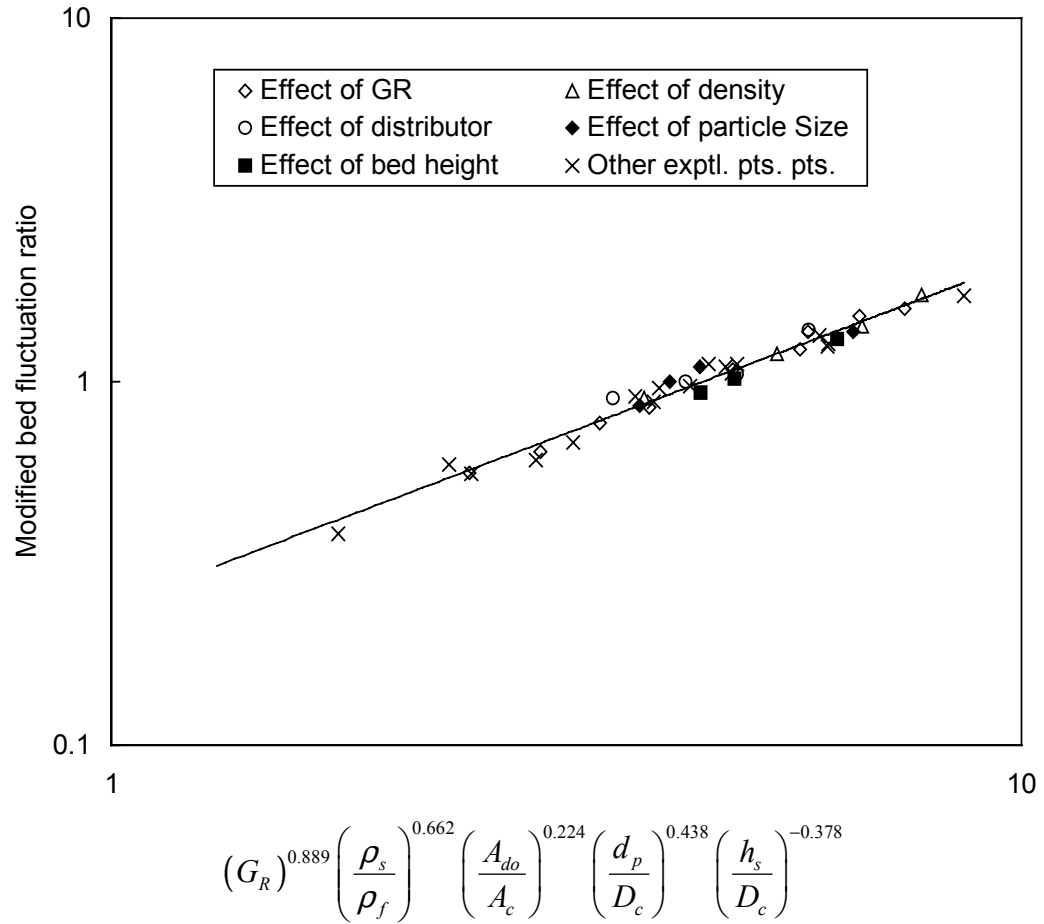 10
Effect of GR
Effect of density
Effect of distributor
Effect of particle Size
Effect of bed height
Other exptl. pts. pts.
Modified bed fluctuation ratio
1
0.1
1
10
(G_R)^0.889 (ρ_s/ρ_f)^0.662 (A_do/A_c)^0.224 (d_p/D_c)^0.438 (h_s/D_c)^−0.378